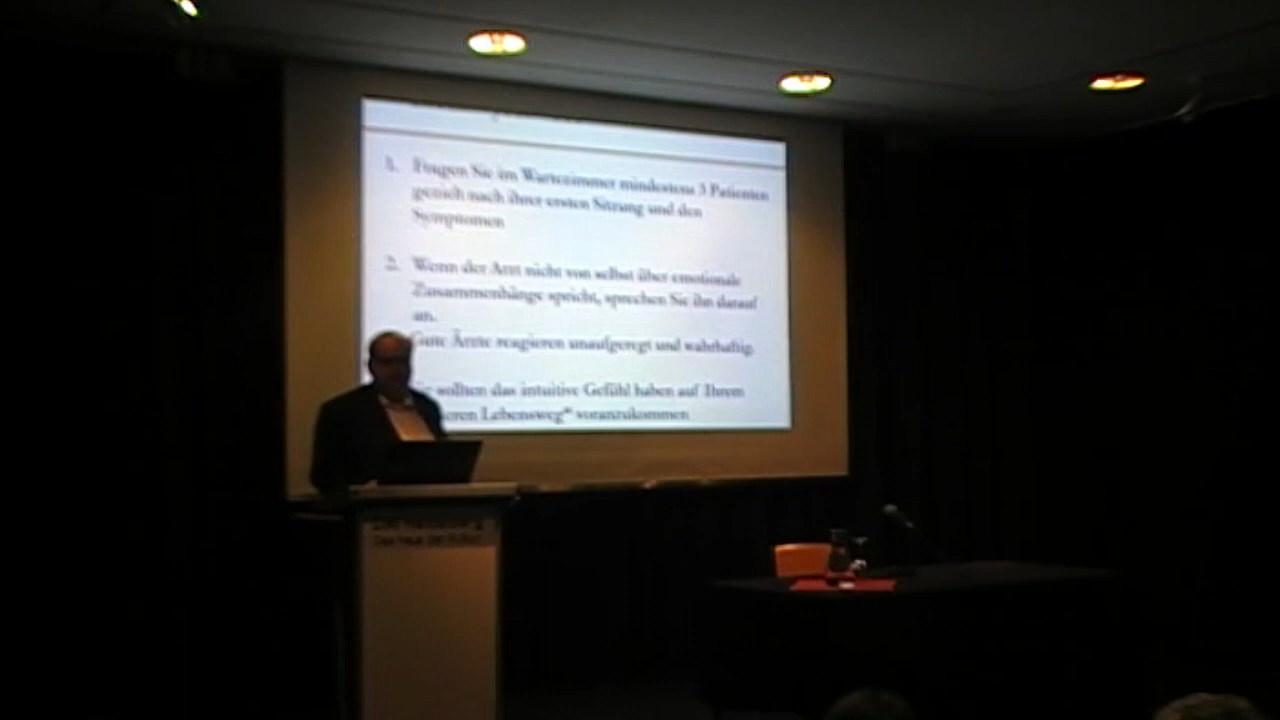 1. Fragen Sie im Wartezimmer mindestens 3 Patienten
gezielt nach ihrer ersten Sitzung und den
Symptomen
2. Wenn der Arzt nicht von selbst über emotionale
Zusammenhänge spricht, sprechen Sie ihn darauf
an.
Gute Ärzte reagieren unaufgeregt und wahrhaftig
sollten das intuitive Gefühl haben auf Ihrem
Lebensweg“ voranzukommen